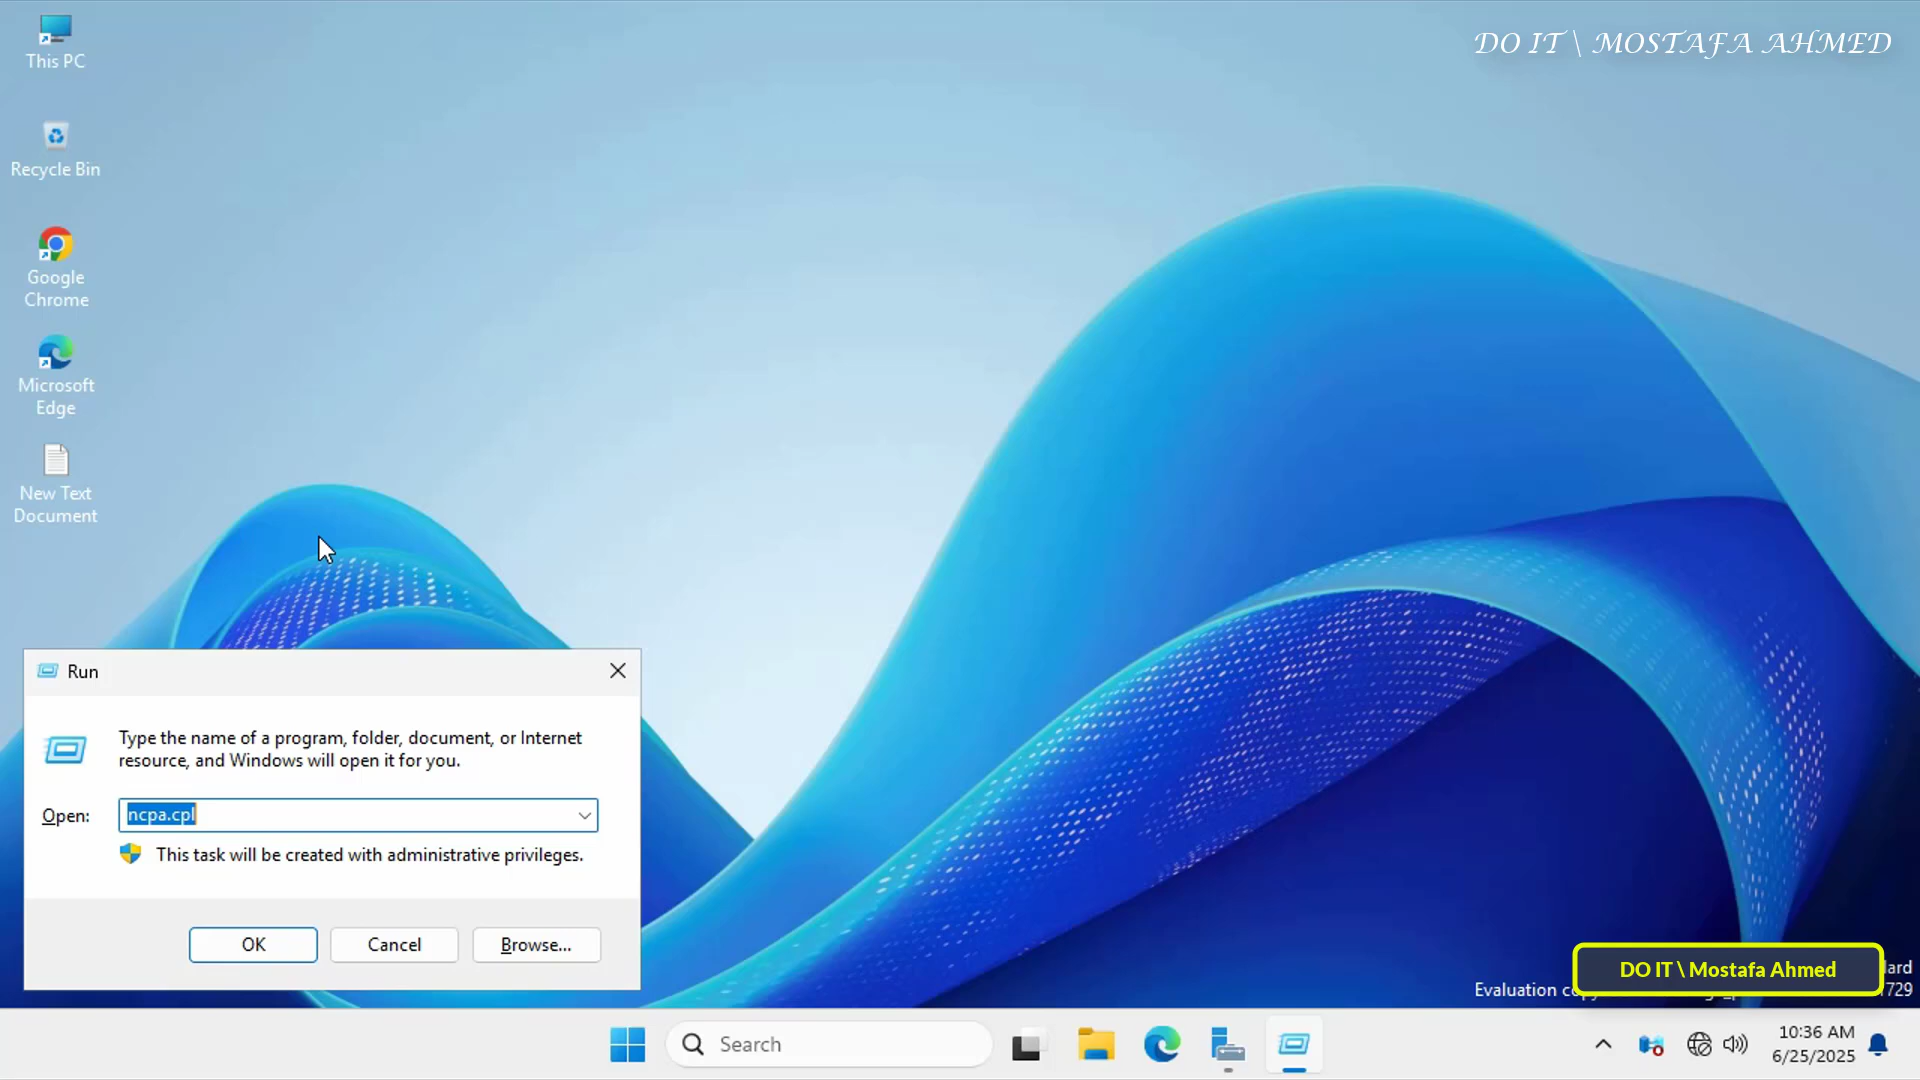 This PC
DO IT \ MOSTAFA AHMED
Recycle Bin
Google
Chrome
Microsoft
Edge
New Text
Document
Run
Type the name of a program, folder, document, or Internet
resource, and Windows will open it for you.
Open:
ncpa.cpl
This task will be created with administrative privileges.
OK
Cancel
Browse...
DO IT \ Mostafa Ahmed
Evaluation
Search
10:36 AM
6/25/2025